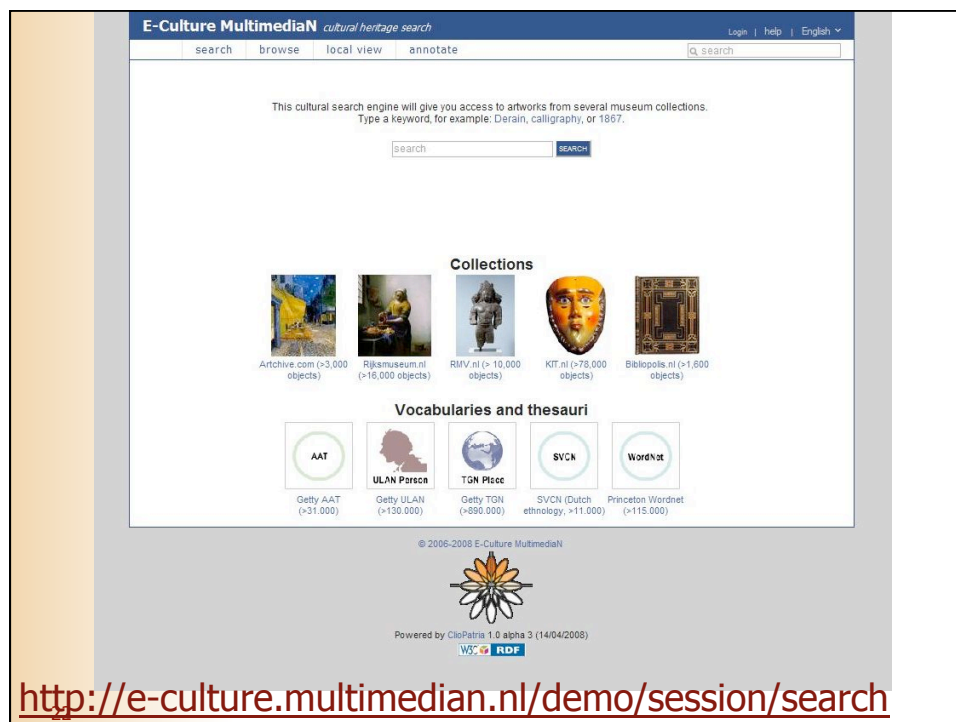 E-Culture MultimediaN cultural heritage search
Login | help | English
search browse local view annotate
search
This cultural search engine will give you access to artworks from several museum collections.
Type a keyword, for example: Derain, calligraphy, or 1867.
search SEARCH
Collections
Artchive.com (>3,000 objects)
Rijksmuseum.nl (>16,000 objects)
RMV.nl (> 10,000 objects)
KIT.nl (>78,000 objects)
Bibliopolis.nl (>1,600 objects)
Vocabularies and thesauri
AAT
ULAN Person
TGN Place
SVCN
WordNet
Getty AAT (>31.000)
Getty ULAN (>130.000)
Getty TGN (>890.000)
SVCN (Dutch ethnology, >11.000)
Princeton Wordnet (>115.000)
© 2006-2008 E-Culture MultimediaN
Powered by ClioPatria 1.0 alpha 3 (14/04/2008)
W3C RDF
http://e-culture.multimedian.nl/demo/session/search
22